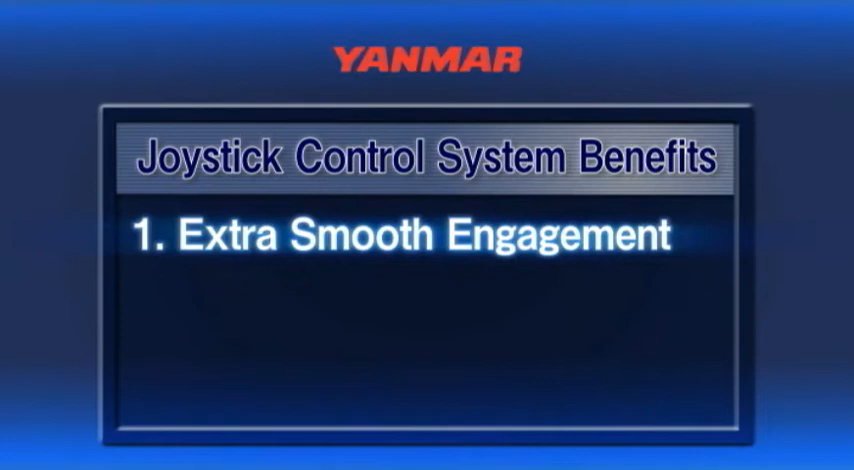 YANMAR
Joystick Control System Benefits
1. Extra Smooth Engagement